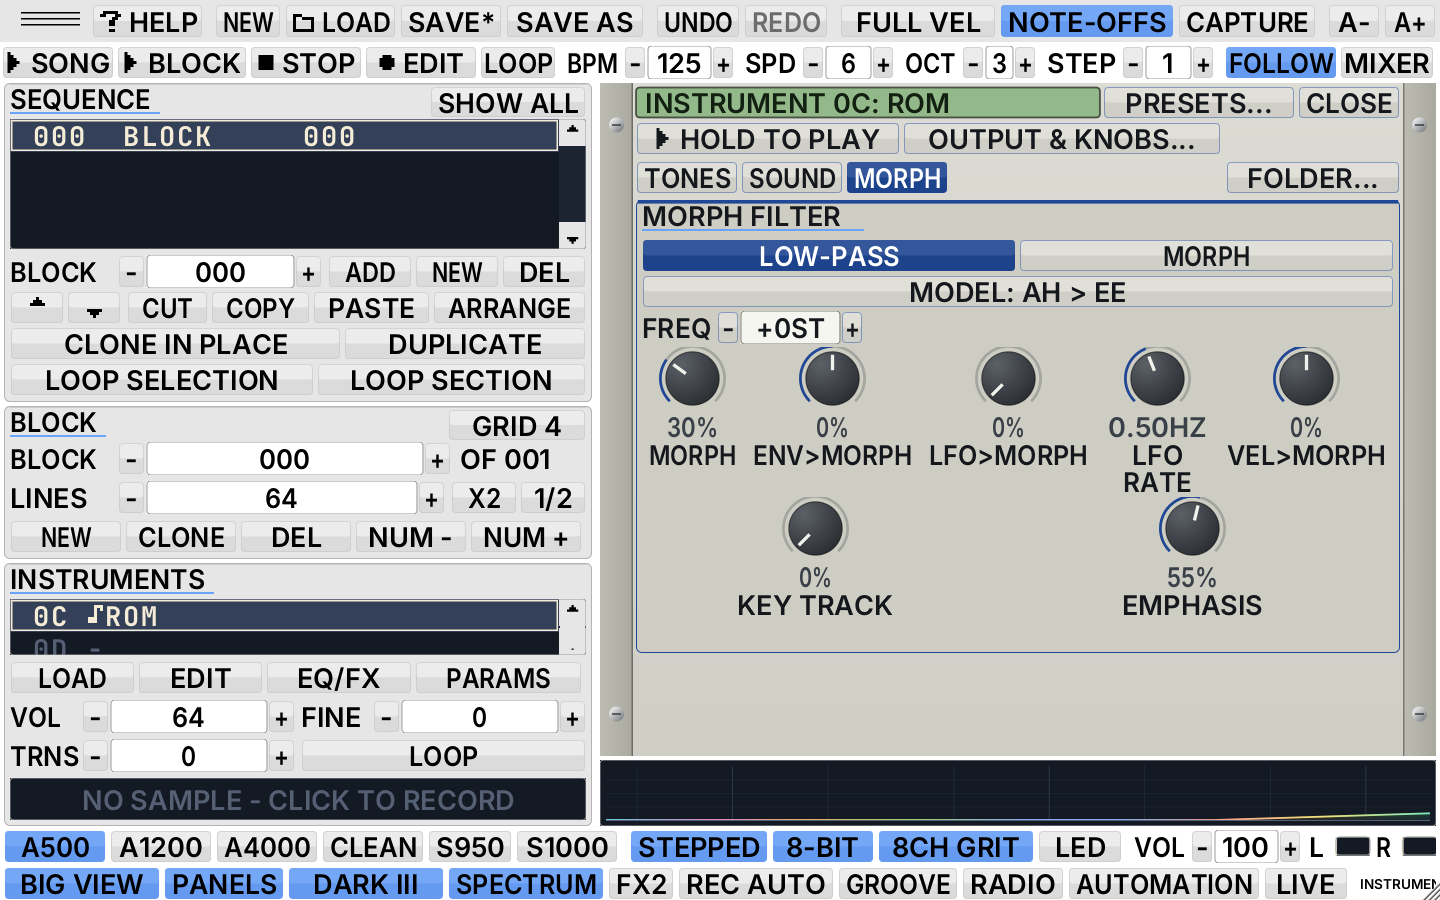 HELP NEW LOAD SAVE* SAVE AS UNDO REDO FULL VEL NOTE-OFFS CAPTURE A- A+
SONG BLOCK STOP EDIT LOOP BPM - 125 + SPD - 6 + OCT - 3 + STEP - 1 + FOLLOW MIXER
SEQUENCE SHOW ALL
000 BLOCK 000
BLOCK - 000 + ADD NEW DEL
CUT COPY PASTE ARRANGE
CLONE IN PLACE DUPLICATE
LOOP SELECTION LOOP SECTION
BLOCK GRID 4
BLOCK - 000 + OF 001
LINES - 64 + X2 1/2
NEW CLONE DEL NUM - NUM +
INSTRUMENTS
0C ROM
0D -
LOAD EDIT EQ/FX PARAMS
VOL - 64 + FINE - 0 +
TRNS - 0 + LOOP
NO SAMPLE - CLICK TO RECORD
INSTRUMENT 0C: ROM PRESETS... CLOSE
HOLD TO PLAY OUTPUT & KNOBS...
TONES SOUND MORPH FOLDER...
MORPH FILTER
LOW-PASS MORPH
MODEL: AH > EE
FREQ - +0ST +
30% 0% 0% 0.50HZ 0%
MORPH ENV>MORPH LFO>MORPH LFO RATE VEL>MORPH
0% 55%
KEY TRACK EMPHASIS
A500 A1200 A4000 CLEAN S950 S1000 STEPPED 8-BIT 8CH GRIT LED VOL - 100 + L R
BIG VIEW PANELS DARK III SPECTRUM FX2 REC AUTO GROOVE RADIO AUTOMATION LIVE